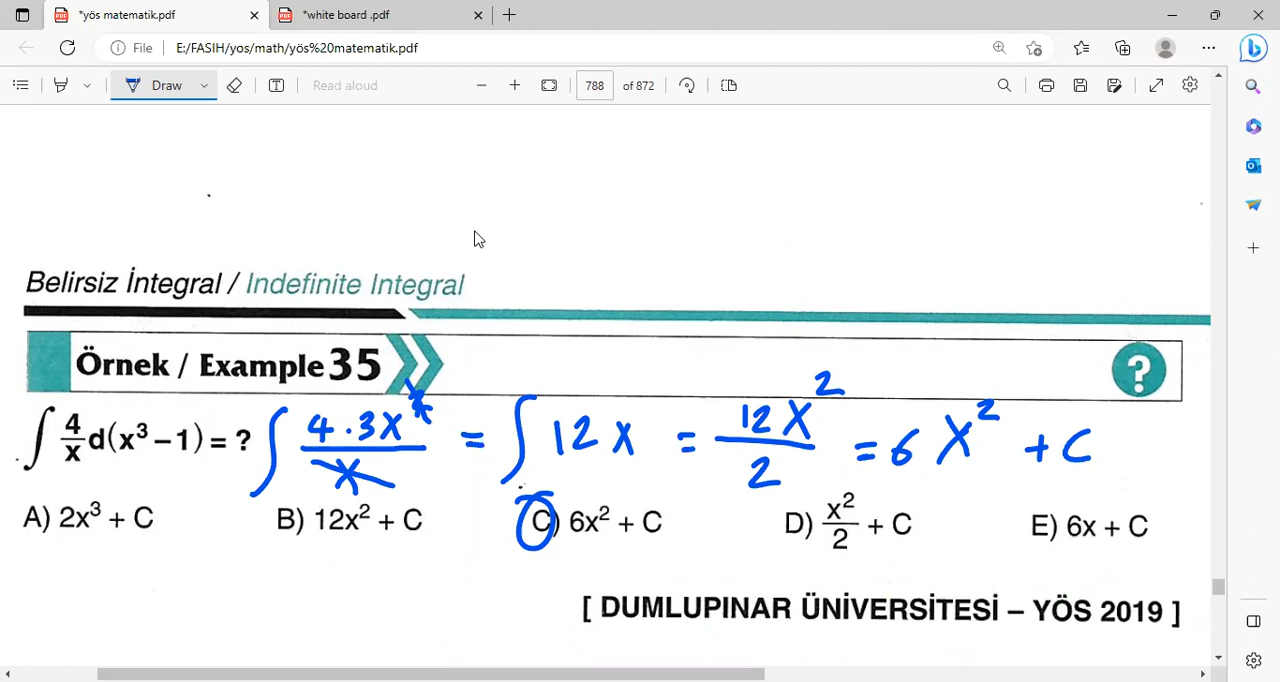 *yös matematik.pdf
*white board .pdf
File E:/FASIH/yos/math/yös%20matematik.pdf
Draw Read aloud 788 of 872
Belirsiz İntegral / Indefinite Integral
Örnek / Example 35
∫ 4/x d(x³ − 1) = ? ∫ 4·3x²/x = ∫ 12x = 12x²/2 = 6x² + C
A) 2x³ + C B) 12x² + C C) 6x² + C D) x²/2 + C E) 6x + C
[ DUMLUPINAR ÜNİVERSİTESİ – YÖS 2019 ]